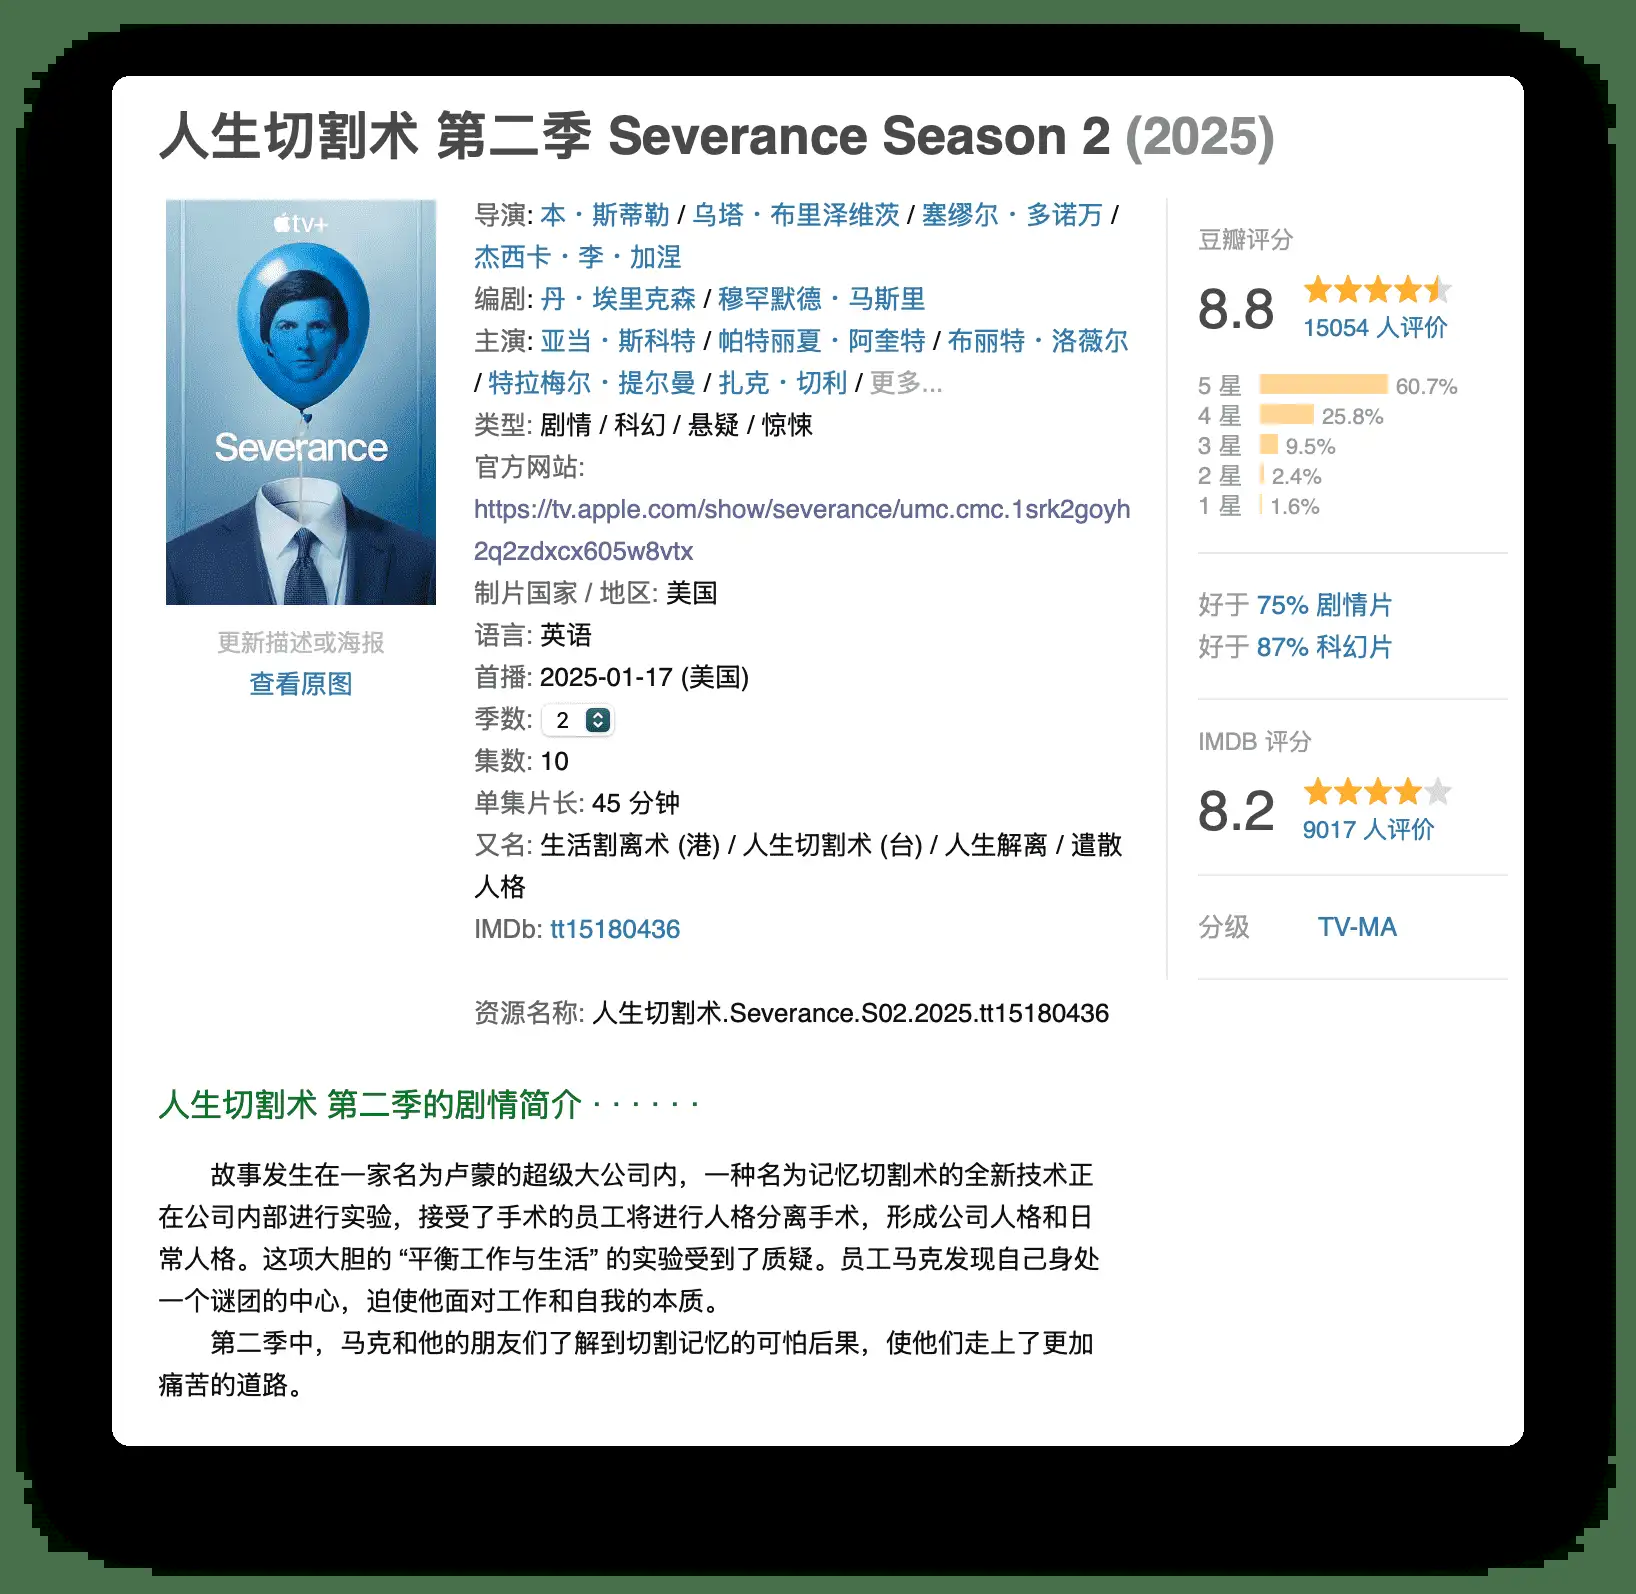 人生切割术 第二季 Severance Season 2 (2025)
tv+
Severance
更新描述或海报
查看原图
导演: 本・斯蒂勒 / 乌塔・布里泽维茨 / 塞缪尔・多诺万 /
杰西卡・李・加涅
编剧: 丹・埃里克森 / 穆罕默德・马斯里
主演: 亚当・斯科特 / 帕特丽夏・阿奎特 / 布丽特・洛薇尔
/ 特拉梅尔・提尔曼 / 扎克・切利 / 更多...
类型: 剧情 / 科幻 / 悬疑 / 惊悚
官方网站:
https://tv.apple.com/show/severance/umc.cmc.1srk2goyh
2q2zdxcx605w8vtx
制片国家 / 地区: 美国
语言: 英语
首播: 2025-01-17 (美国)
季数: 2
集数: 10
单集片长: 45 分钟
又名: 生活割离术 (港) / 人生切割术 (台) / 人生解离 / 遣散
人格
IMDb: tt15180436
资源名称: 人生切割术.Severance.S02.2025.tt15180436
豆瓣评分
8.8
15054 人评价
5 星 60.7%
4 星 25.8%
3 星 9.5%
2 星 2.4%
1 星 1.6%
好于 75% 剧情片
好于 87% 科幻片
IMDB 评分
8.2
9017 人评价
分级 TV-MA
人生切割术 第二季的剧情简介 · · · · · ·
故事发生在一家名为卢蒙的超级大公司内，一种名为记忆切割术的全新技术正
在公司内部进行实验，接受了手术的员工将进行人格分离手术，形成公司人格和日
常人格。这项大胆的 “平衡工作与生活” 的实验受到了质疑。员工马克发现自己身处
一个谜团的中心，迫使他面对工作和自我的本质。
第二季中，马克和他的朋友们了解到切割记忆的可怕后果，使他们走上了更加
痛苦的道路。